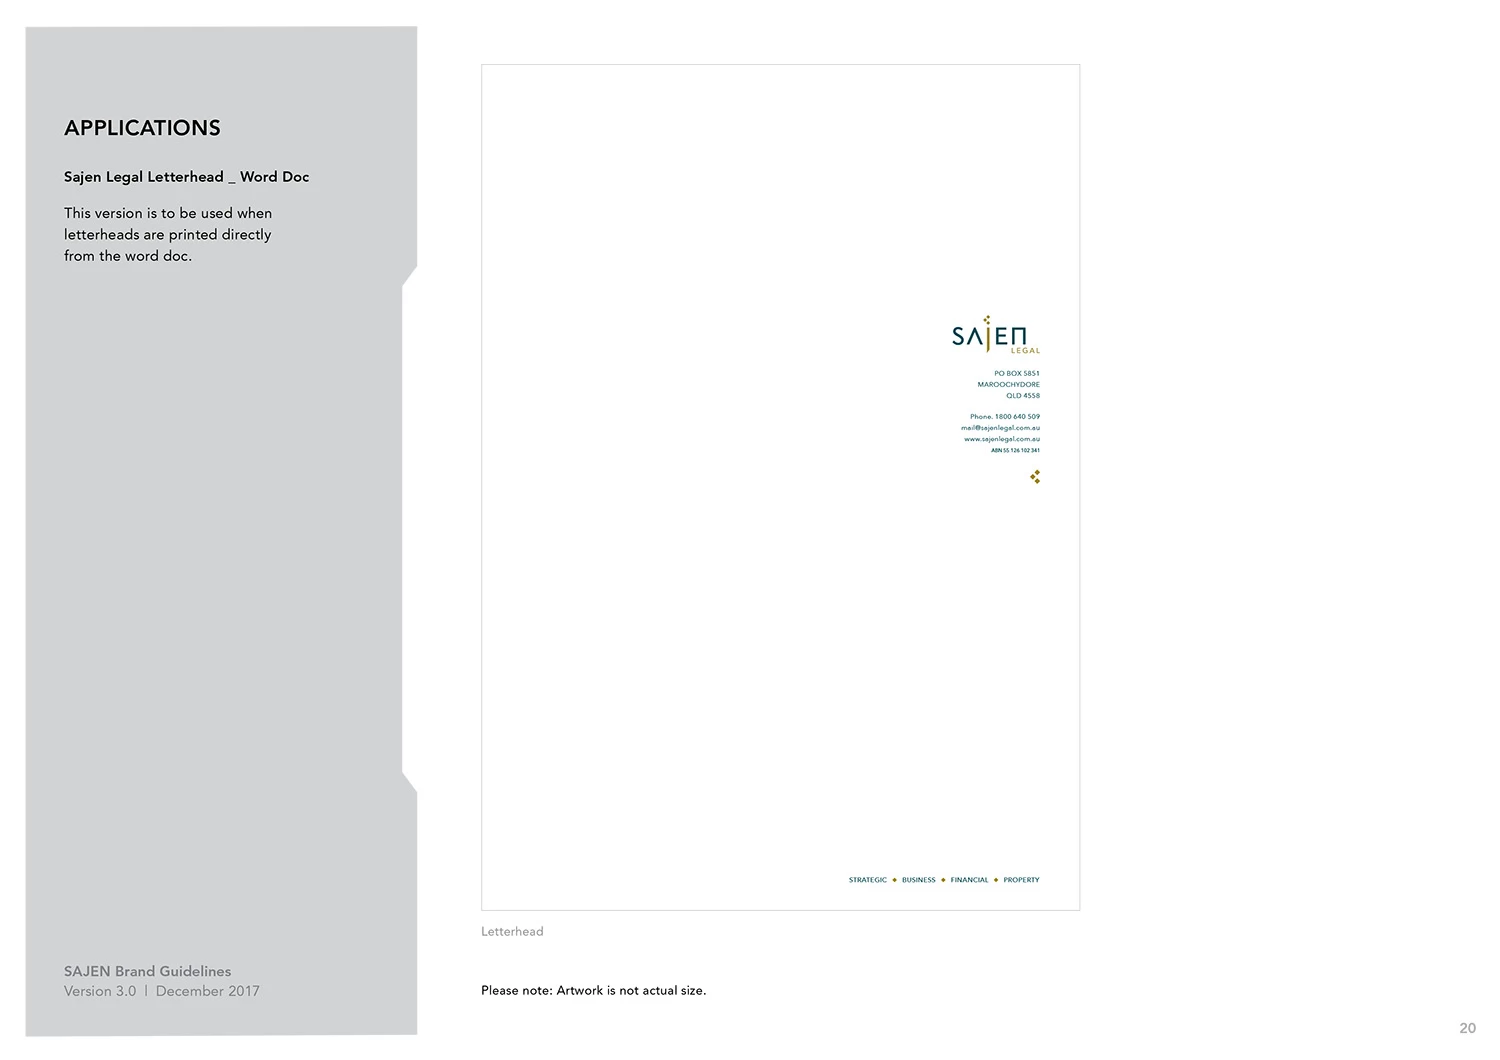 APPLICATIONS
Sajen Legal Letterhead _ Word Doc
This version is to be used when
letterheads are printed directly
from the word doc.
SAJEN Brand Guidelines
Version 3.0 | December 2017
SAJEN
LEGAL
PO BOX 5851
MAROOCHYDORE
QLD 4558
Phone. 1800 640 509
mail@sajenlegal.com.au
www.sajenlegal.com.au
ABN 55 126 102 341
STRATEGIC ◆ BUSINESS ◆ FINANCIAL ◆ PROPERTY
Letterhead
Please note: Artwork is not actual size.
20